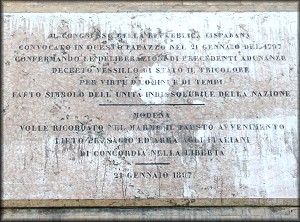 IL CONGRESSO DELLA REPUBBLICA CISPADANA
CONVOCATO IN QUESTO PALAZZO NEL 21 GENNAIO DEL 1797
CONFERMANDO LE DELIBERAZIONI DI PRECEDENTI ADUNANZE
DECRETÒ VESSILLO DI STATO IL TRICOLORE
PER VIRTÙ D'UOMINI E DI TEMPI
FATTO SIMBOLO DELL'UNITÀ INDISSOLUBILE DELLA NAZIONE
MODENA
VOLLE RICORDATO NEL MARMO IL FAUSTO AVVENIMENTO
LIETO PRESAGIO ED ARRA AGLI ITALIANI
DI CONCORDIA NELLA LIBERTÀ
21 GENNAIO 1897